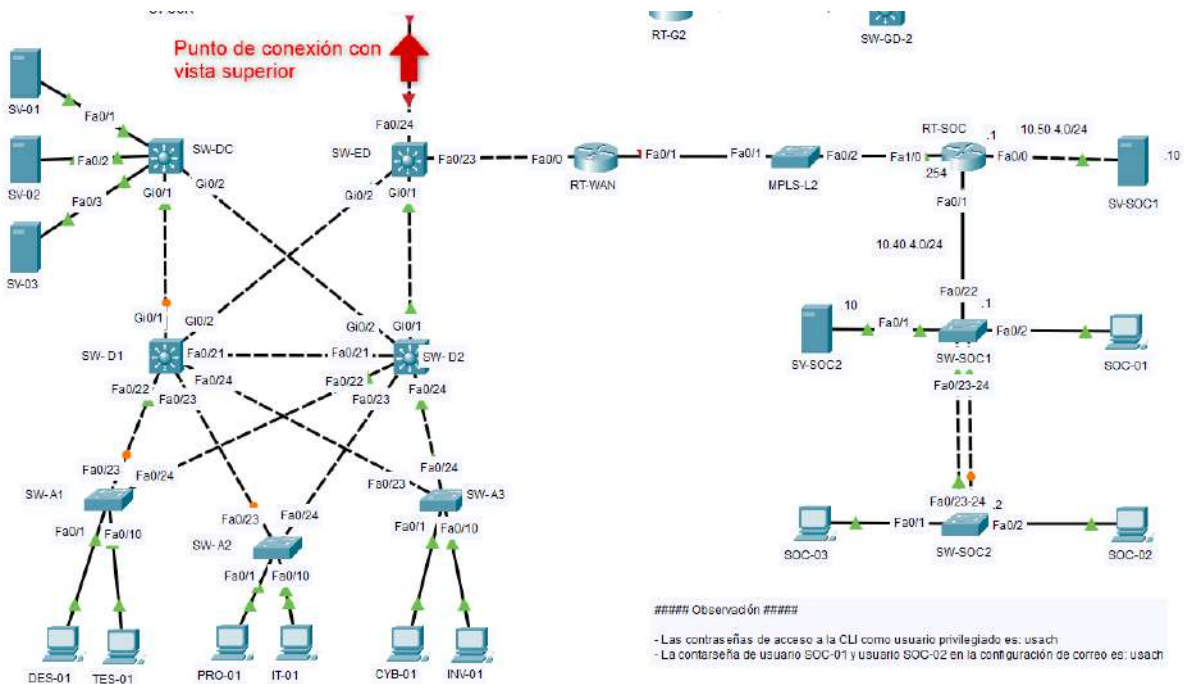 RT-G2
SW-GD-2
Punto de conexión con
vista superior
SV-01
Fa0/1
SW-DC
Fa0/2
SV-02
Gi0/2
Gi0/1
Fa0/3
SV-03
Fa0/24
SW-ED
Fa0/23
Gi0/2
Gi0/1
Fa0/0
RT-WAN
Fa0/1
Fa0/1
MPLS-L2
Fa0/2
RT-SOC
.1
10.50.4.0/24
Fa1/0
Fa0/0
.10
.254
SV-SOC1
Fa0/1
10.40.4.0/24
Gi0/1
Gi0/2
Gi0/2
Gi0/1
SW- D1
Fa0/21
Fa0/21
SW- D2
Fa0/22
Fa0/24
Fa0/22
Fa0/24
Fa0/23
Fa0/23
Fa0/22
.10
.1
Fa0/1
Fa0/2
SV-SOC2
SW-SOC1
SOC-01
Fa0/23-24
Fa0/23
Fa0/24
SW- A1
Fa0/1
Fa0/10
Fa0/23
Fa0/24
SW- A2
Fa0/1
Fa0/10
Fa0/24
Fa0/23
SW- A3
Fa0/1
Fa0/10
Fa0/23-24
.2
Fa0/1
Fa0/2
SOC-03
SW-SOC2
SOC-02
DES-01
TES-01
PRO-01
IT-01
CYB-01
INV-01
##### Observación #####
- Las contraseñas de acceso a la CLI como usuario privilegiado es: usach
- La contarseña de usuario SOC-01 y usuario SOC-02 en la configuración de correo es: usach